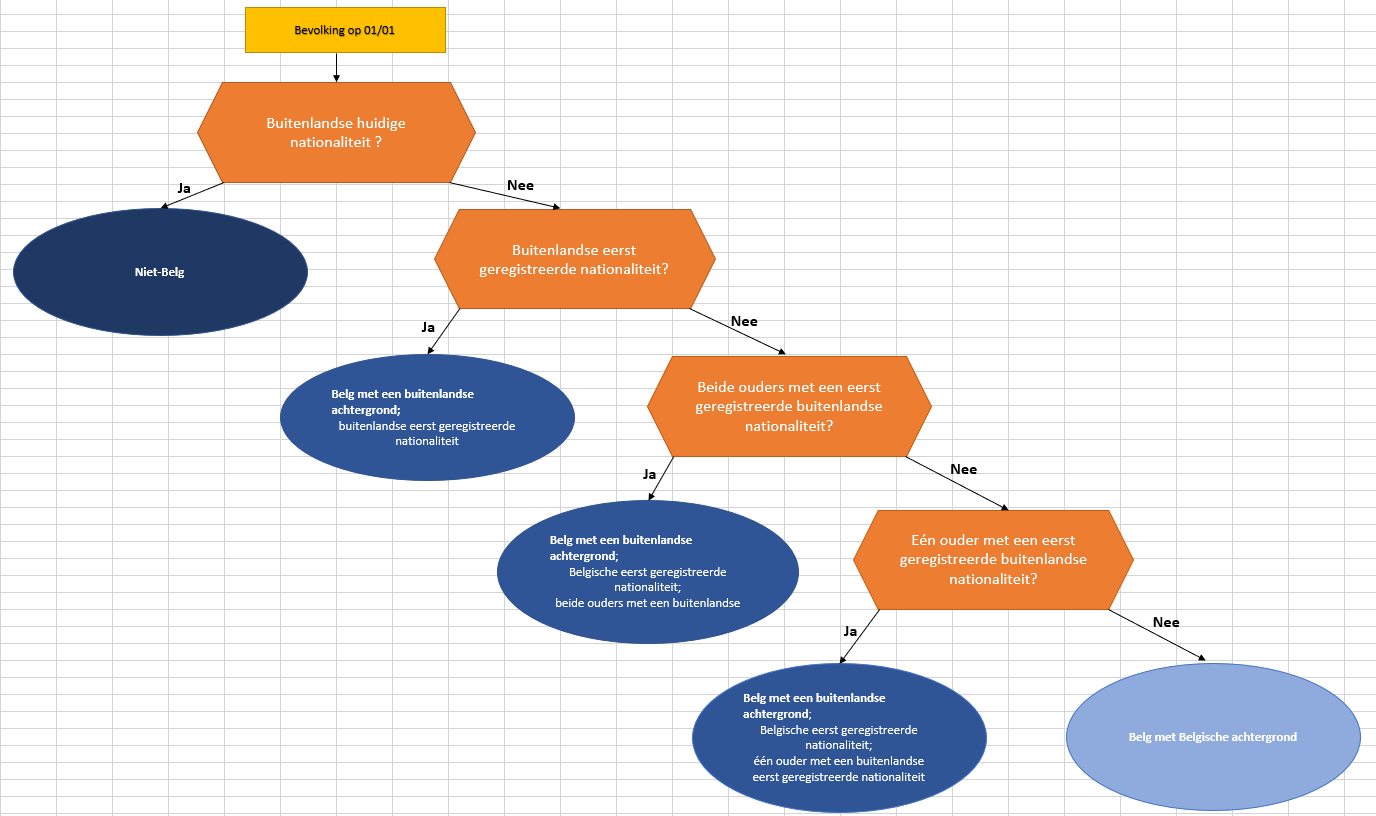 Bevolking op 01/01
Buitenlandse huidige
nationaliteit ?
Ja
Nee
Niet-Belg
Buitenlandse eerst
geregistreerde nationaliteit?
Ja
Nee
Belg met een buitenlandse
achtergrond;
buitenlandse eerst geregistreerde
nationaliteit
Beide ouders met een eerst
geregistreerde buitenlandse
nationaliteit?
Ja
Nee
Belg met een buitenlandse
achtergrond;
Belgische eerst geregistreerde
nationaliteit;
beide ouders met een buitenlandse
Eén ouder met een eerst
geregistreerde buitenlandse
nationaliteit?
Ja
Nee
Belg met een buitenlandse
achtergrond;
Belgische eerst geregistreerde
nationaliteit;
één ouder met een buitenlandse
eerst geregistreerde nationaliteit
Belg met Belgische achtergrond